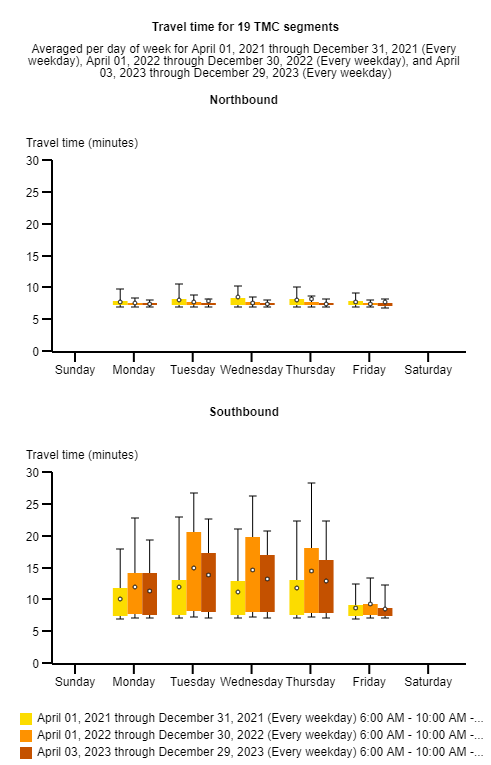 Travel time for 19 TMC segments
Averaged per day of week for April 01, 2021 through December 31, 2021 (Every
weekday), April 01, 2022 through December 30, 2022 (Every weekday), and April
03, 2023 through December 29, 2023 (Every weekday)
Northbound
Travel time (minutes)
30
25
20
15
10
5
0
Sunday Monday Tuesday Wednesday Thursday Friday Saturday
Southbound
Travel time (minutes)
30
25
20
15
10
5
0
Sunday Monday Tuesday Wednesday Thursday Friday Saturday
April 01, 2021 through December 31, 2021 (Every weekday) 6:00 AM - 10:00 AM -...
April 01, 2022 through December 30, 2022 (Every weekday) 6:00 AM - 10:00 AM -...
April 03, 2023 through December 29, 2023 (Every weekday) 6:00 AM - 10:00 AM -...